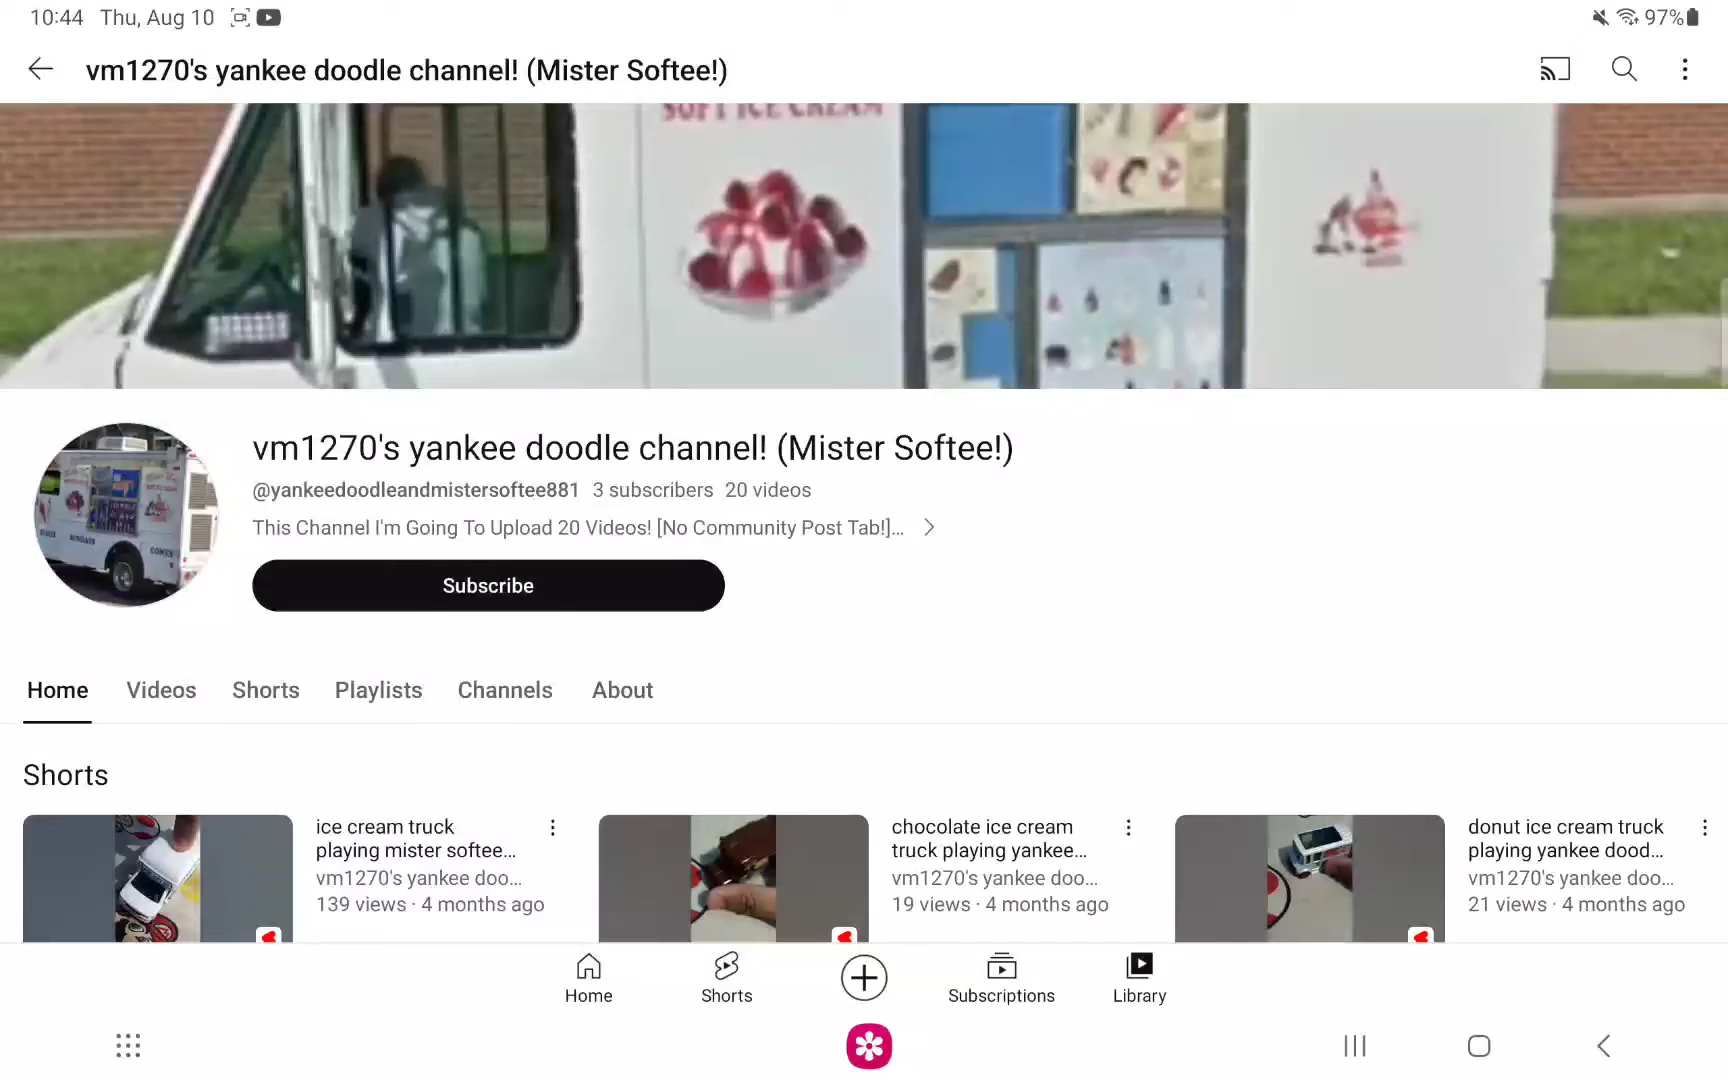 10:44 Thu, Aug 10
97%
vm1270's yankee doodle channel! (Mister Softee!)
SOFT ICE CREAM
vm1270's yankee doodle channel! (Mister Softee!)
@yankeedoodleandmistersoftee881 3 subscribers 20 videos
This Channel I'm Going To Upload 20 Videos! [No Community Post Tab!]...
Subscribe
Home Videos Shorts Playlists Channels About
Shorts
ice cream truck
playing mister softee...
vm1270's yankee doo...
139 views · 4 months ago
chocolate ice cream
truck playing yankee...
vm1270's yankee doo...
19 views · 4 months ago
donut ice cream truck
playing yankee dood...
vm1270's yankee doo...
21 views · 4 months ago
Home
Shorts
Subscriptions
Library